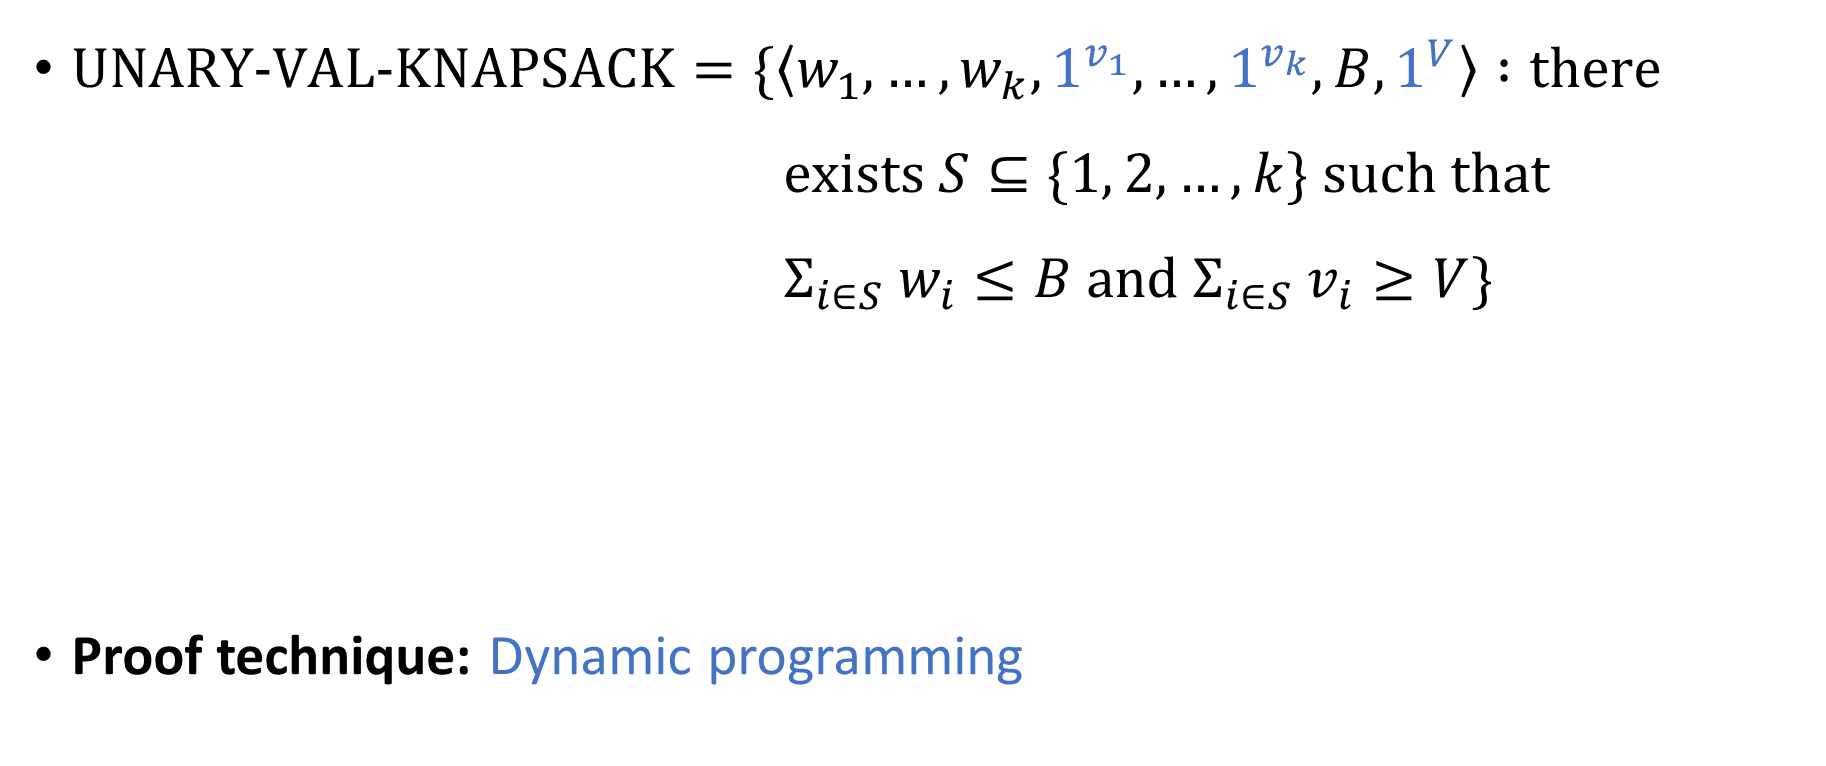 • UNARY-VAL-KNAPSACK = {⟨w₁, … , wₖ, 1^{v₁}, … , 1^{vₖ}, B, 1^V⟩ : there
exists S ⊆ {1, 2, … , k} such that
Σ_{i∈S} wᵢ ≤ B and Σ_{i∈S} vᵢ ≥ V}
• Proof technique: Dynamic programming